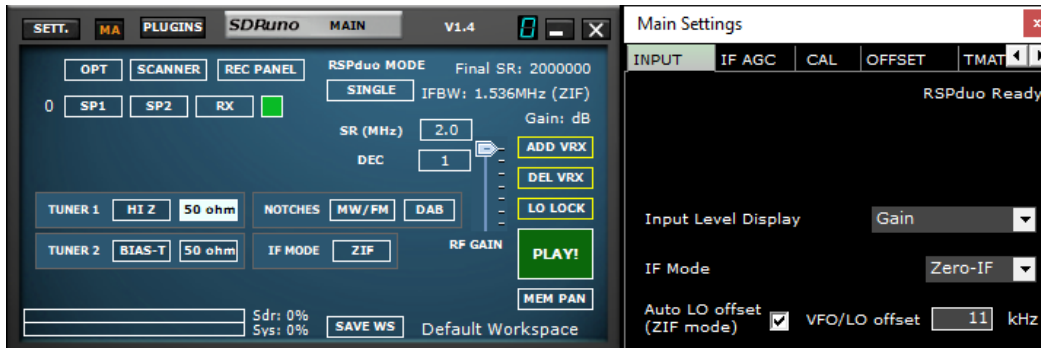 SETT. MA PLUGINS SDRuno MAIN V1.4 0
OPT SCANNER REC PANEL RSPduo MODE Final SR: 2000000
SINGLE IFBW: 1.536MHz (ZIF)
0 SP1 SP2 RX Gain: dB
SR (MHz) 2.0
ADD VRX
DEC 1
DEL VRX
TUNER 1 HI Z 50 ohm NOTCHES MW/FM DAB LO LOCK
TUNER 2 BIAS-T 50 ohm IF MODE ZIF RF GAIN PLAY!
MEM PAN
Sdr: 0%
Sys: 0% SAVE WS Default Workspace
Main Settings x
INPUT IF AGC CAL OFFSET TMAT
RSPduo Ready
Input Level Display Gain
IF Mode Zero-IF
Auto LO offset
(ZIF mode) VFO/LO offset 11 kHz